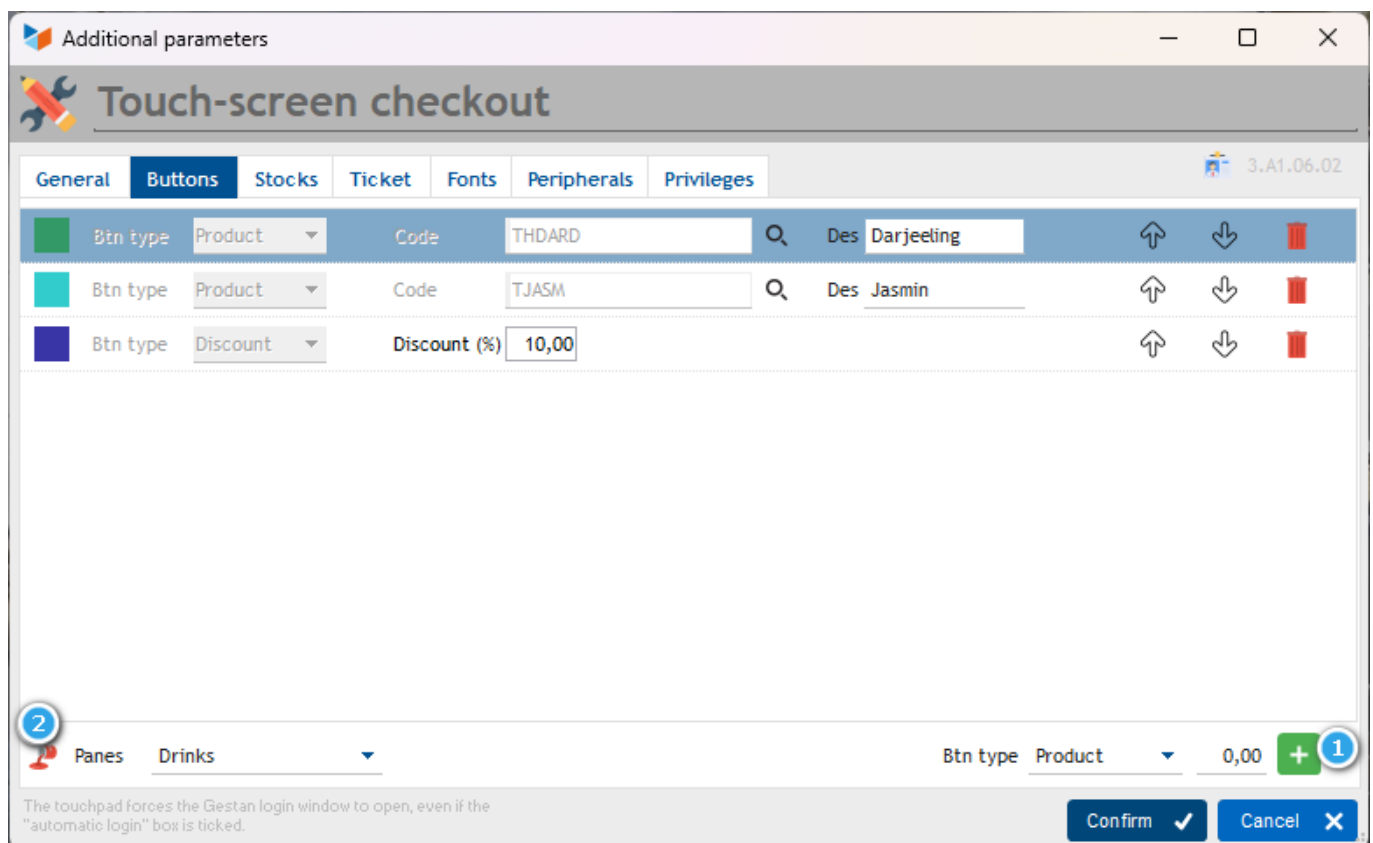 Additional parameters
Touch-screen checkout
General Buttons Stocks Ticket Fonts Peripherals Privileges 3.A1.06.02
Btn type Product Code THDARD Des Darjeeling
Btn type Product Code TJASM Des Jasmin
Btn type Discount Discount (%) 10,00
2
Panes Drinks Btn type Product 0,00 + 1
The touchpad forces the Gestan login window to open, even if the
"automatic login" box is ticked.
Confirm Cancel